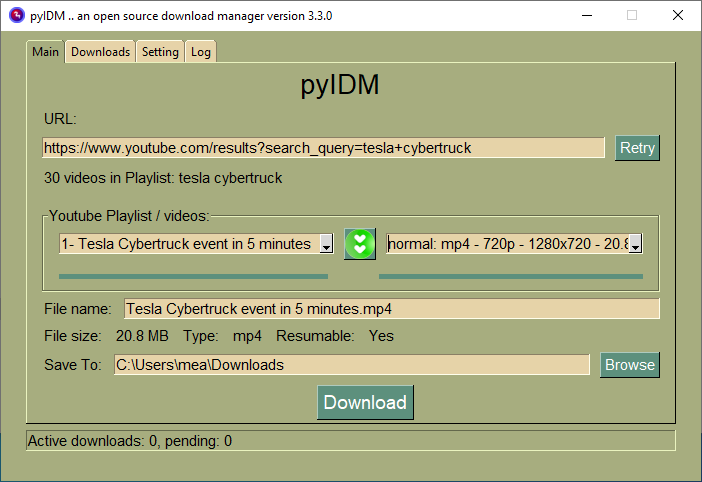 pyIDM .. an open source download manager version 3.3.0
Main Downloads Setting Log
pyIDM
URL:
https://www.youtube.com/results?search_query=tesla+cybertruck Retry
30 videos in Playlist: tesla cybertruck
Youtube Playlist / videos:
1- Tesla Cybertruck event in 5 minutes normal: mp4 - 720p - 1280x720 - 20.8
File name: Tesla Cybertruck event in 5 minutes.mp4
File size: 20.8 MB Type: mp4 Resumable: Yes
Save To: C:\Users\mea\Downloads Browse
Download
Active downloads: 0, pending: 0